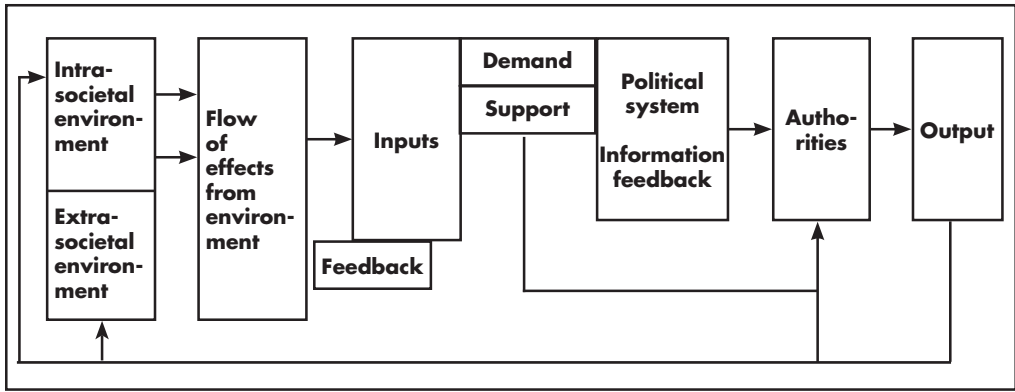 Intra-
societal
environ-
ment
Extra-
societal
environ-
ment
Flow
of
effects
from
environ-
ment
Inputs
Feedback
Demand
Support
Political
system
Information
feedback
Autho-
rities
Output